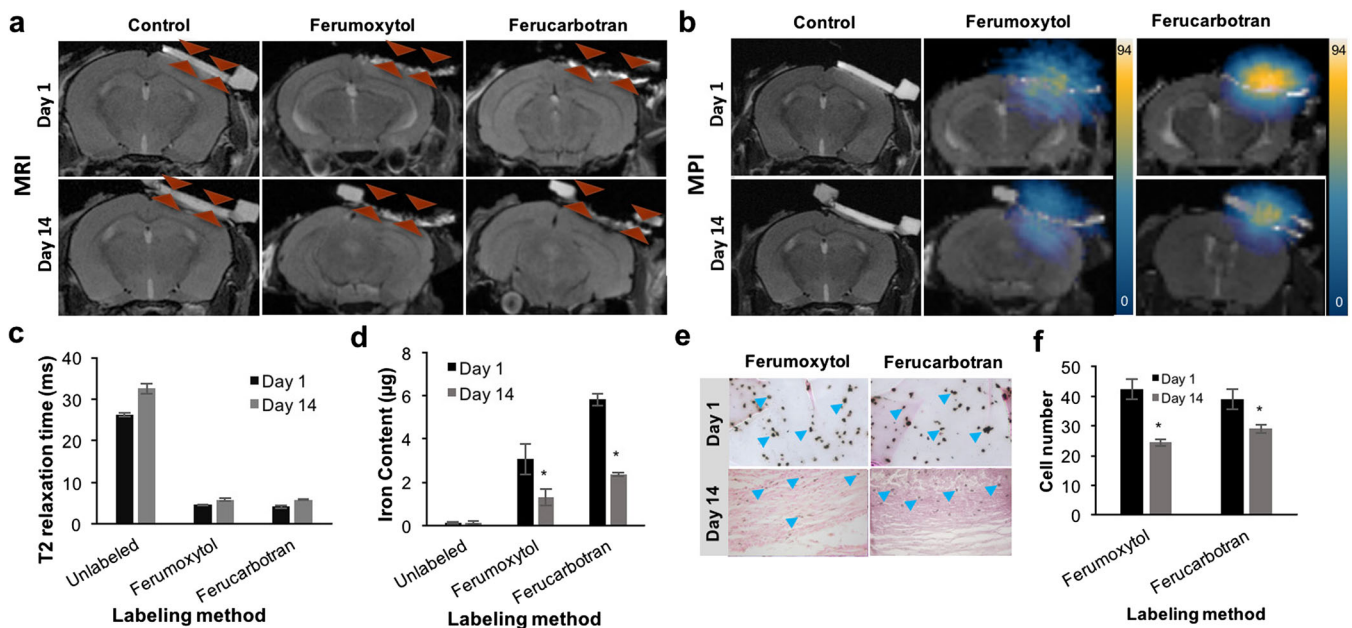 a
Control
Ferumoxytol
Ferucarbotran
MRI
Day 1
Day 14
b
Control
Ferumoxytol
Ferucarbotran
MPI
Day 1
Day 14
94
0
94
0
94
0
94
0
c
T2 relaxation time (ms)
40
30
20
10
0
Day 1
Day 14
Unlabeled
Ferumoxytol
Ferucarbotran
Labeling method
d
Iron Content (µg)
8
6
4
2
0
Day 1
Day 14
*
*
Unlabeled
Ferumoxytol
Ferucarbotran
Labeling method
e
Ferumoxytol
Ferucarbotran
Day 1
Day 14
f
Cell number
50
40
30
20
10
0
Day 1
Day 14
*
*
Ferumoxytol
Ferucarbotran
Labeling method